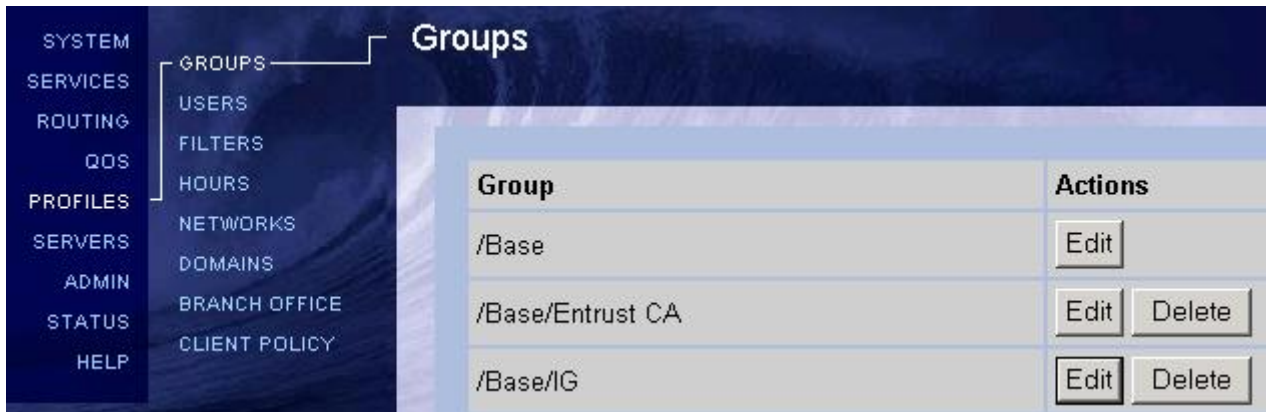 SYSTEM
SERVICES
ROUTING
QOS
PROFILES
SERVERS
ADMIN
STATUS
HELP
GROUPS
USERS
FILTERS
HOURS
NETWORKS
DOMAINS
BRANCH OFFICE
CLIENT POLICY
Groups
Group Actions
/Base Edit
/Base/Entrust CA Edit Delete
/Base/IG Edit Delete